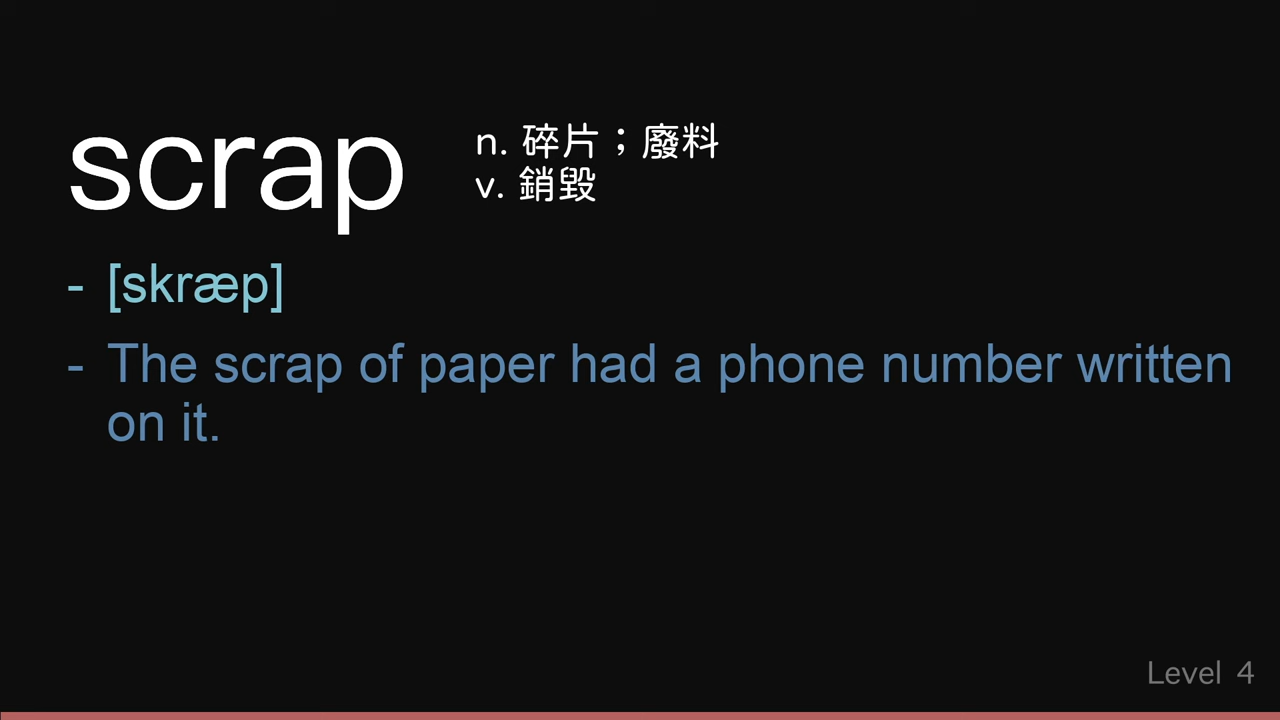 scrap
n. 碎片；廢料
v. 銷毀
- [skræp]
- The scrap of paper had a phone number written
on it.
Level 4